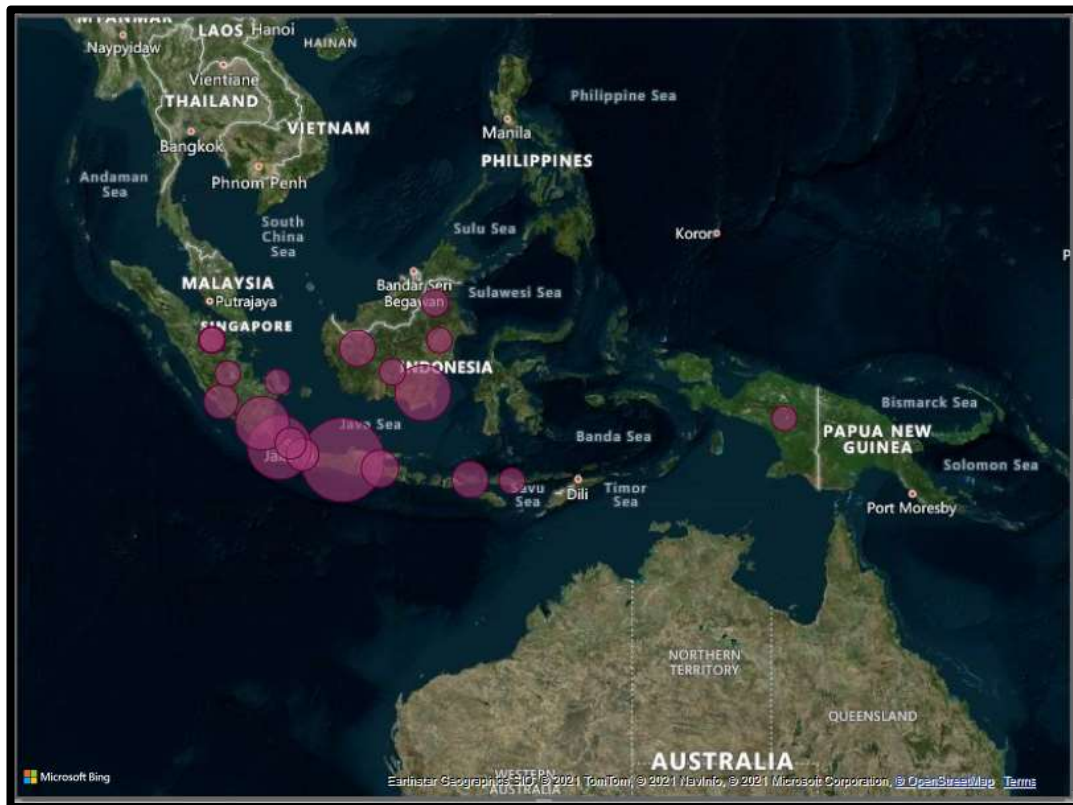 MYANMAR
LAOS
Hanoi
Naypyidaw
HAINAN
Vientiane
THAILAND
Philippine Sea
VIETNAM
Manila
Bangkok
PHILIPPINES
Andaman
Sea
Phnom Penh
South
China
Sea
Sulu Sea
Koror
P
MALAYSIA
Bandar Seri
Begawan
Sulawesi Sea
Putrajaya
SINGAPORE
INDONESIA
Bismarck Sea
Java Sea
Banda Sea
PAPUA NEW
GUINEA
Solomon Sea
Savu
Sea
Dili
Timor
Sea
Port Moresby
NORTHERN
TERRITORY
QUEENSLAND
AUSTRALIA
WESTERN
AUSTRALIA
Microsoft Bing
Earthstar Geographics SIO, © 2021 TomTom, © 2021 NavInfo, © 2021 Microsoft Corporation, © OpenStreetMap Terms